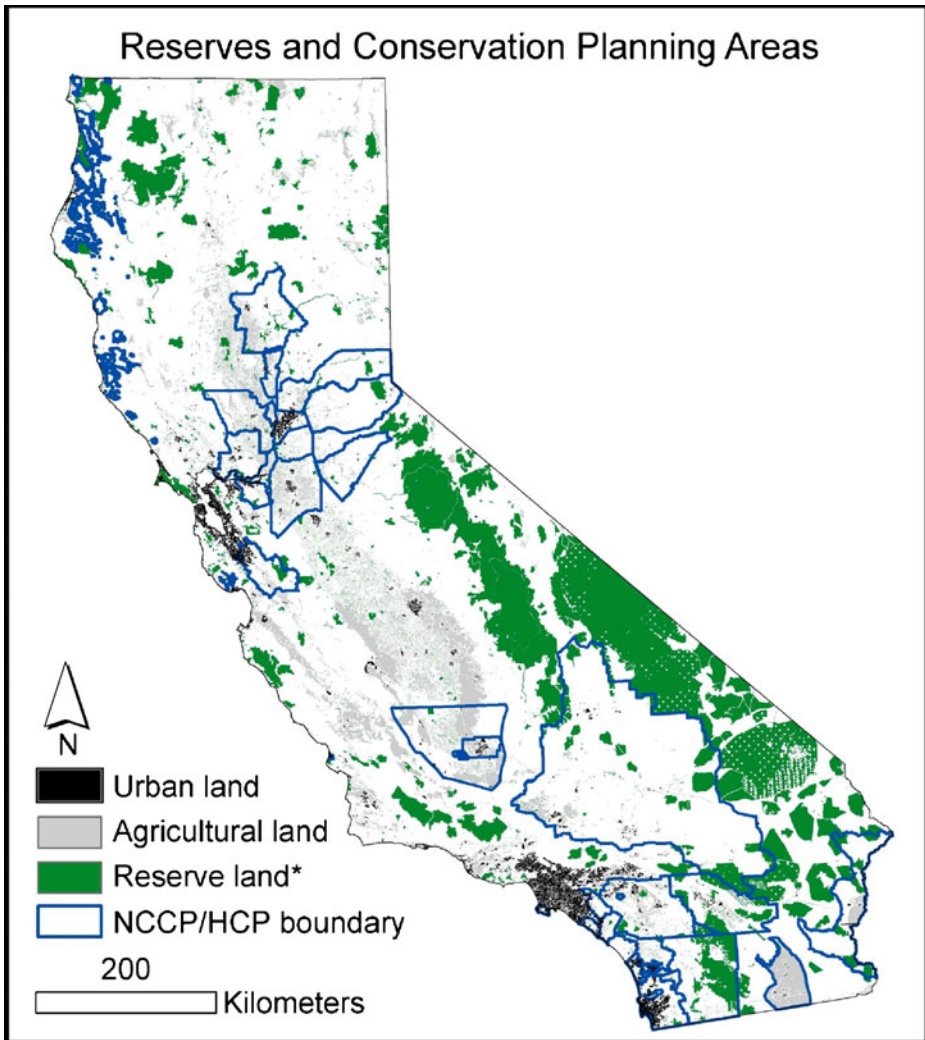 Reserves and Conservation Planning Areas
N
Urban land
Agricultural land
Reserve land*
NCCP/HCP boundary
200
Kilometers